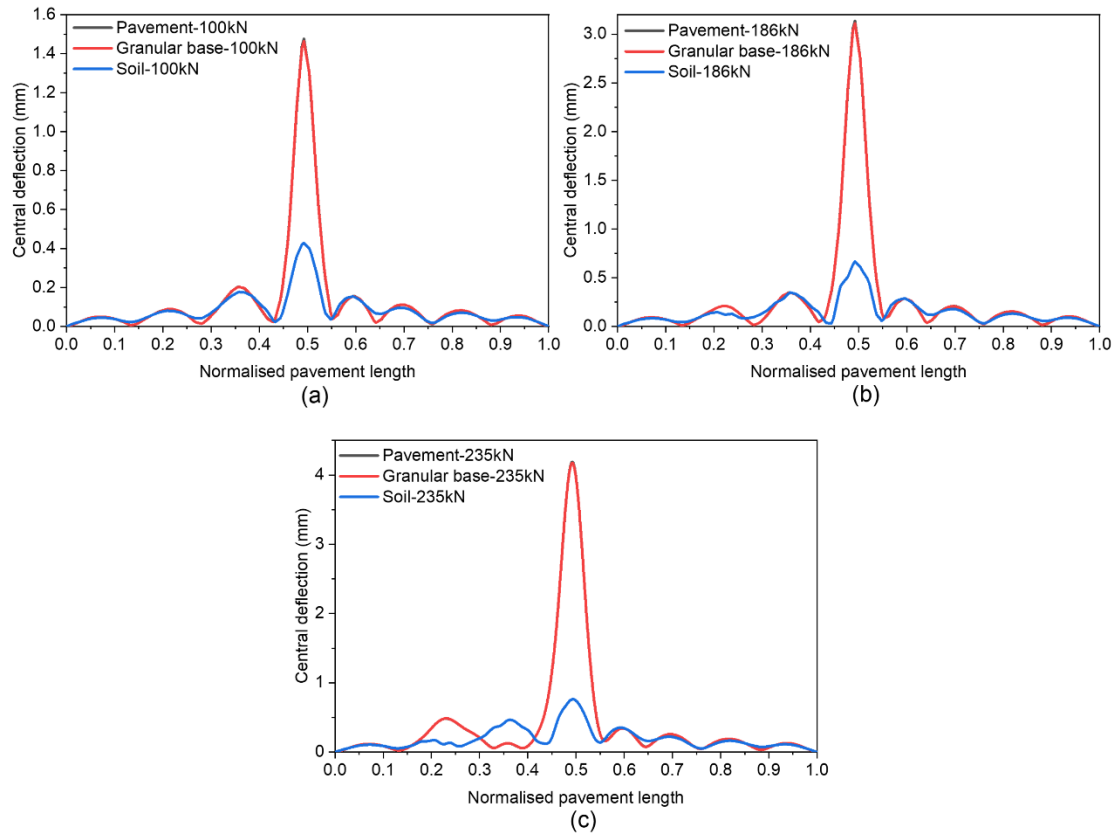 Pavement-100kN
Granular base-100kN
Soil-100kN
Central deflection (mm)
1.6
1.4
1.2
1.0
0.8
0.6
0.4
0.2
0.0
0.0 0.1 0.2 0.3 0.4 0.5 0.6 0.7 0.8 0.9 1.0
Normalised pavement length
(a)
Pavement-186kN
Granular base-186kN
Soil-186kN
Central deflection (mm)
3.0
2.5
2.0
1.5
1.0
0.5
0.0
0.0 0.1 0.2 0.3 0.4 0.5 0.6 0.7 0.8 0.9 1.0
Normalised pavement length
(b)
Pavement-235kN
Granular base-235kN
Soil-235kN
Central deflection (mm)
4
3
2
1
0
0.0 0.1 0.2 0.3 0.4 0.5 0.6 0.7 0.8 0.9 1.0
Normalised pavement length
(c)